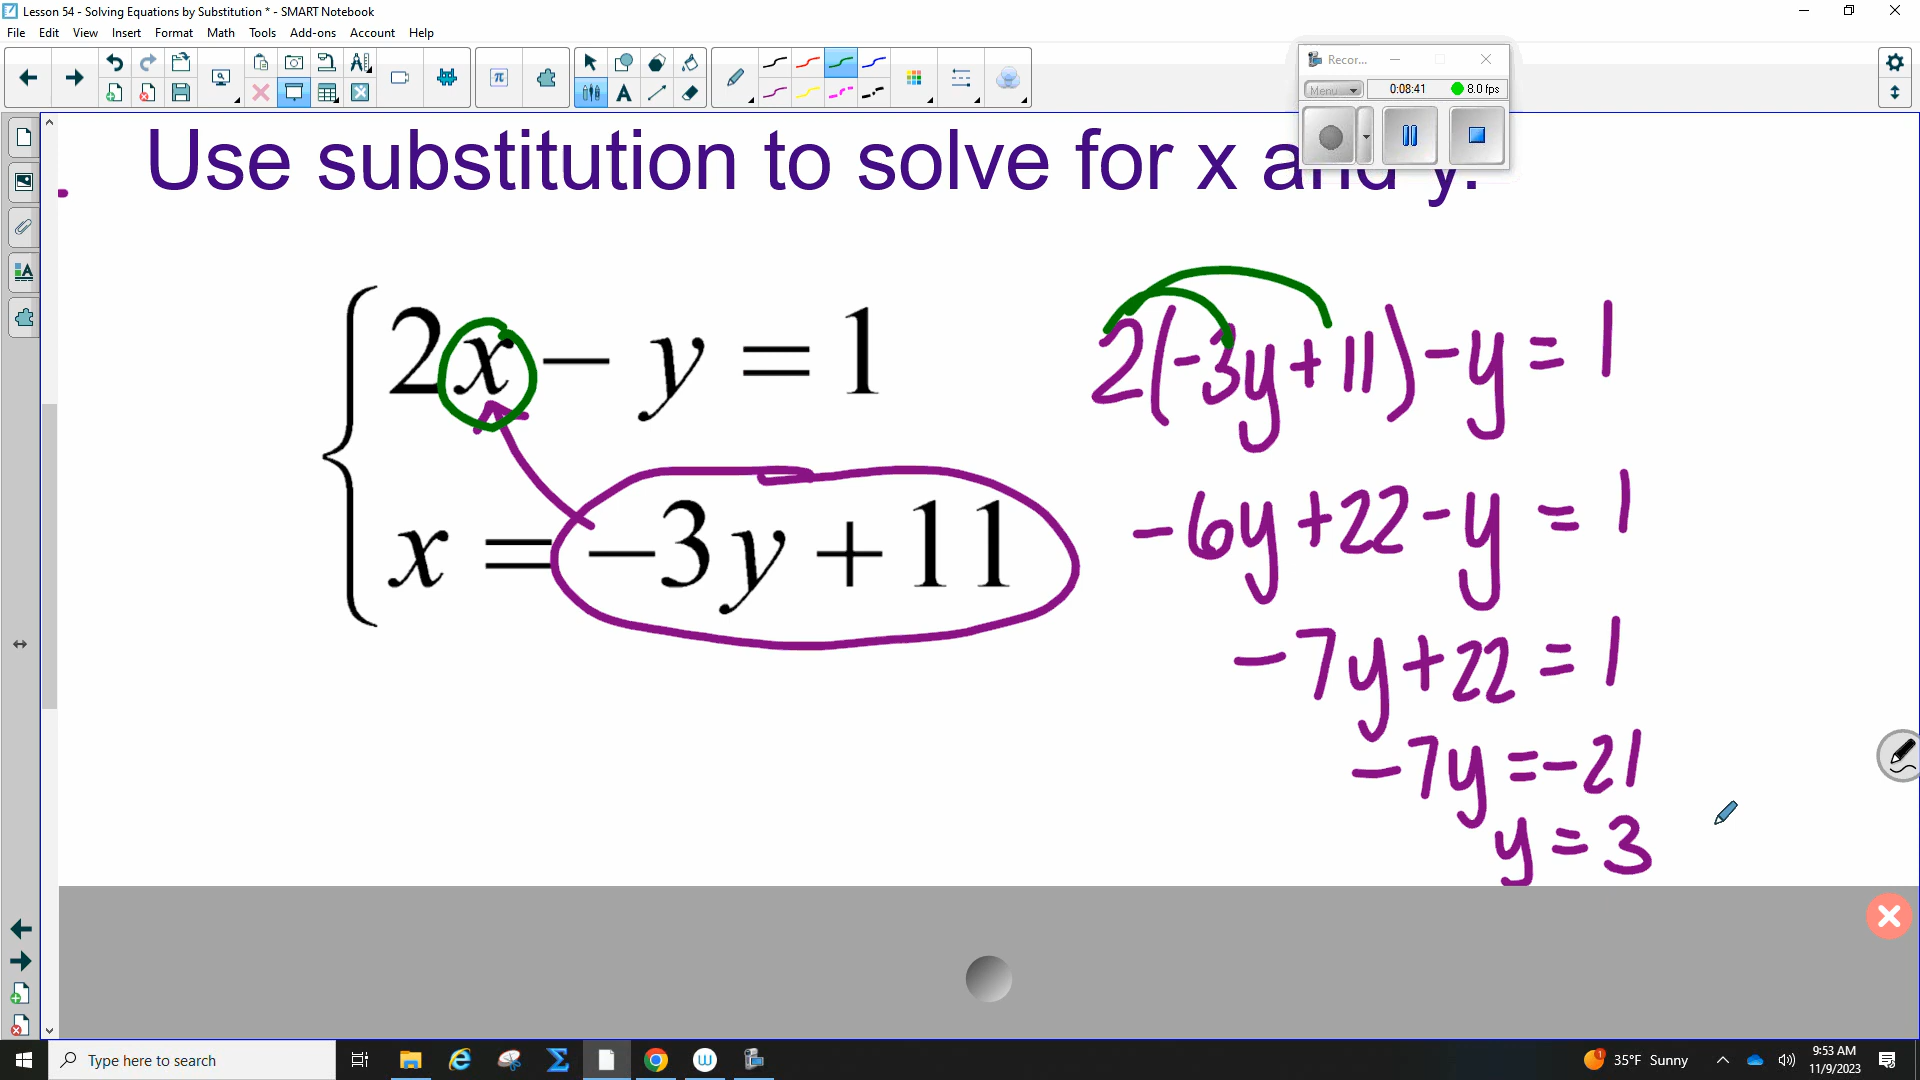 Lesson 54 - Solving Equations by Substitution * - SMART Notebook
File Edit View Insert Format Math Tools Add-ons Account Help
Recor...
Menu 0:08:41 8.0 fps
Use substitution to solve for x and y.
2x − y = 1
x = −3y + 11
2(-3y+11)-y=1
-6y+22-y=1
-7y+22=1
-7y=-21
y=3
Type here to search
35°F Sunny
9:53 AM
11/9/2023